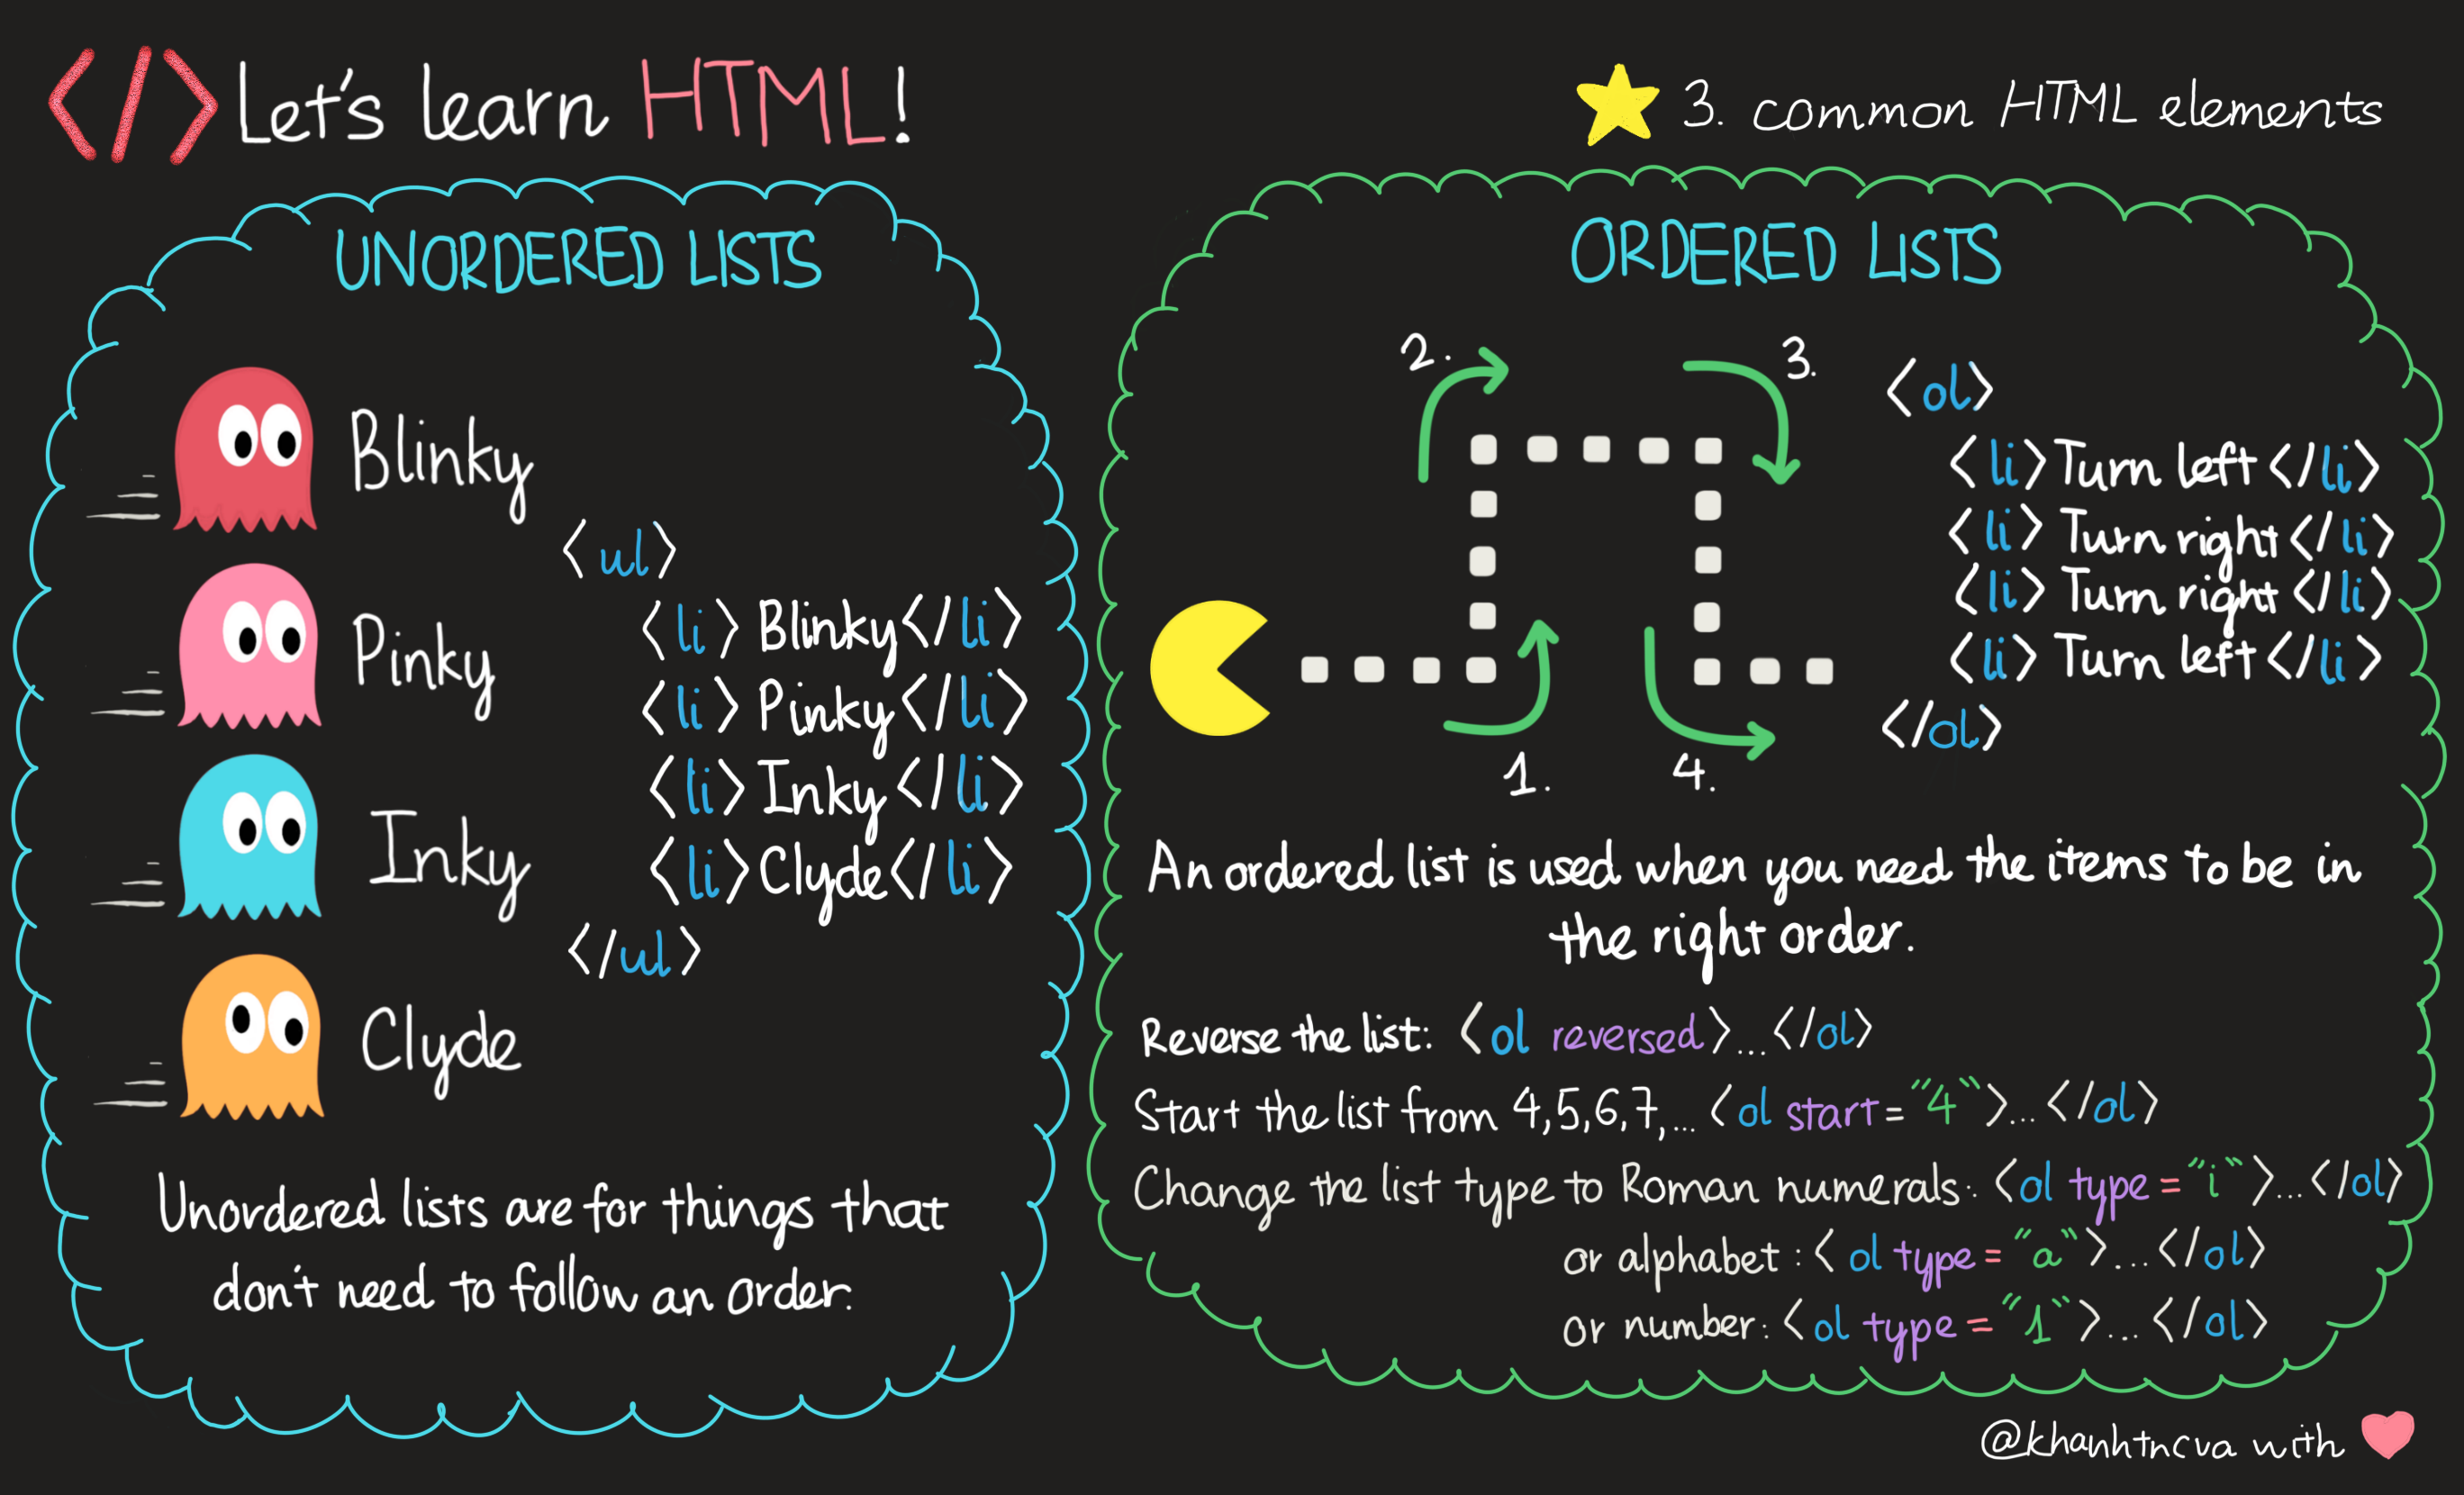 </> Let's learn HTML!
3. common HTML elements
UNORDERED LISTS
Blinky
Pinky
Inky
Clyde
<ul>
<li> Blinky </li>
<li> Pinky </li>
<li> Inky </li>
<li> Clyde </li>
</ul>
Unordered lists are for things that
don't need to follow an order.
ORDERED LISTS
2.
3.
1.
4.
<ol>
<li> Turn left </li>
<li> Turn right </li>
<li> Turn right </li>
<li> Turn left </li>
</ol>
An ordered list is used when you need the items to be in
the right order.
Reverse the list: <ol reversed>...</ol>
Start the list from 4,5,6,7,... <ol start="4">...</ol>
Change the list type to Roman numerals: <ol type="i">...</ol>
or alphabet: <ol type="a">...</ol>
or number: <ol type="1">...</ol>
@khanhtncva with